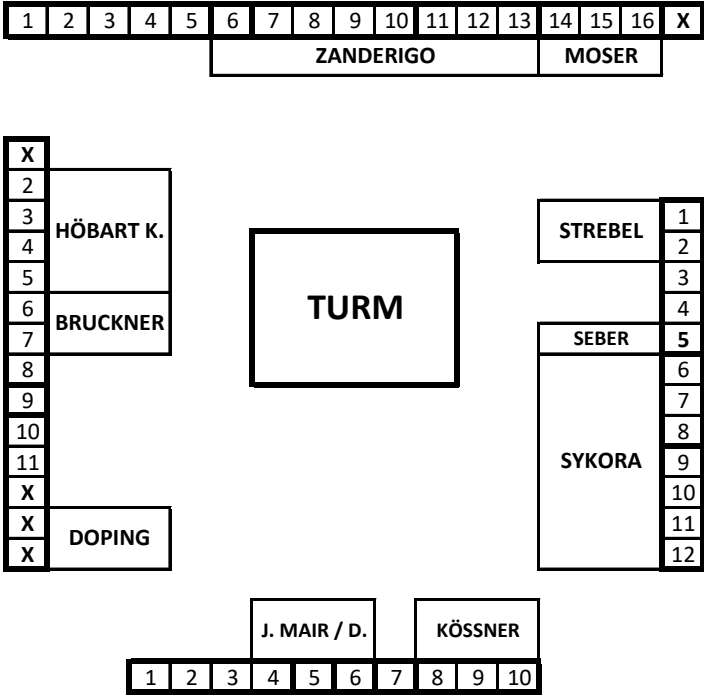 1 2 3 4 5 6 7 8 9 10 11 12 13 14 15 16 X
ZANDERIGO MOSER
X
2
3
HÖBART K.
4
5
6
BRUCKNER
7
8
9
10
11
X
X
DOPING
X
TURM
STREBEL
1
2
3
4
SEBER 5
6
7
8
SYKORA
9
10
11
12
J. MAIR / D. KÖSSNER
1 2 3 4 5 6 7 8 9 10